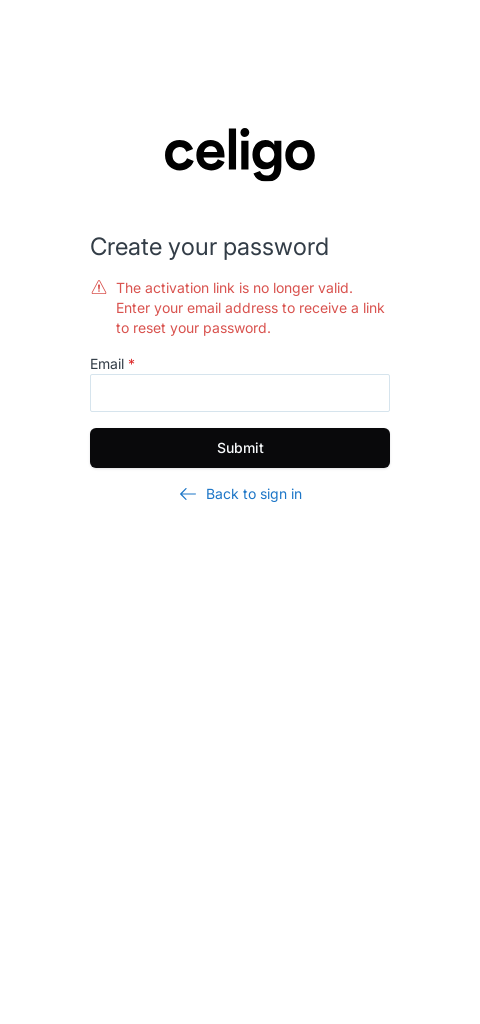 celigo
Create your password
The activation link is no longer valid.
Enter your email address to receive a link
to reset your password.
Email *
Submit
Back to sign in